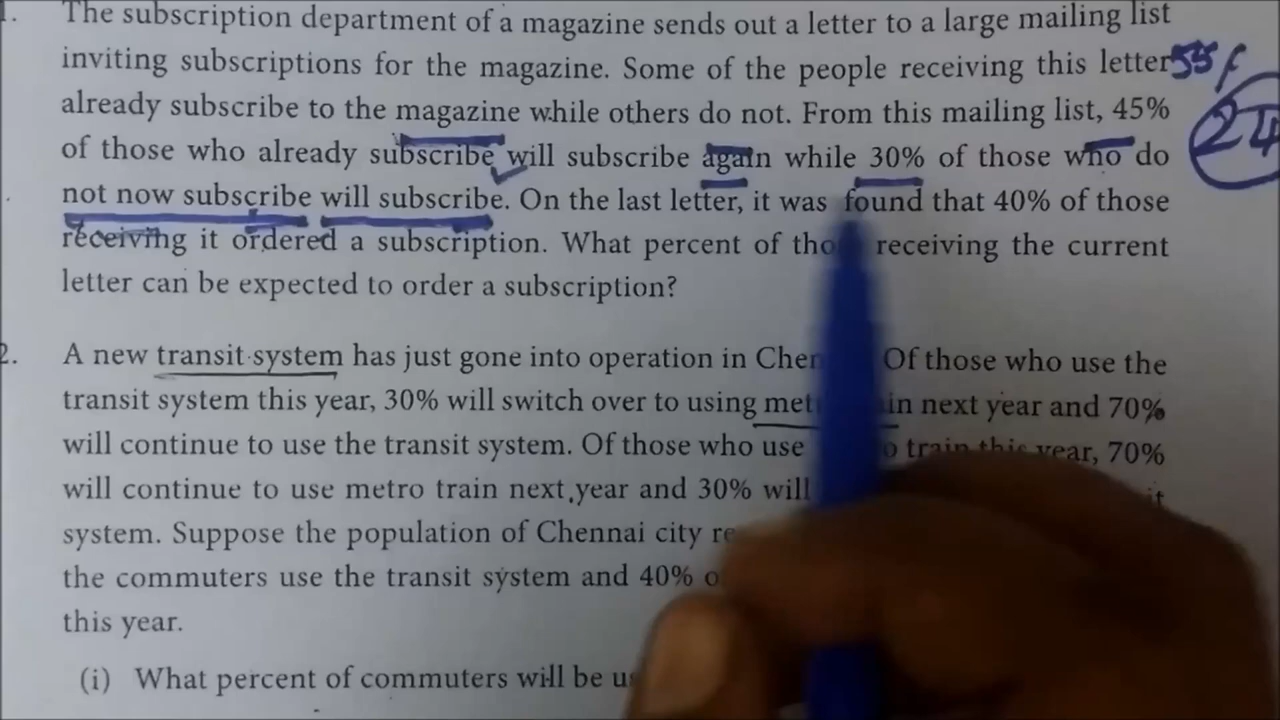 1. The subscription department of a magazine sends out a letter to a large mailing list
inviting subscriptions for the magazine. Some of the people receiving this letter 55%
already subscribe to the magazine while others do not. From this mailing list, 45%
24
of those who already subscribe will subscribe again while 30% of those who do
not now subscribe will subscribe. On the last letter, it was found that 40% of those
receiving it ordered a subscription. What percent of those receiving the current
letter can be expected to order a subscription?
2. A new transit system has just gone into operation in Chen Of those who use the
transit system this year, 30% will switch over to using met in next year and 70%
will continue to use the transit system. Of those who use o train this year, 70%
will continue to use metro train next year and 30% will it
system. Suppose the population of Chennai city re
the commuters use the transit system and 40% o
this year.
(i) What percent of commuters will be u